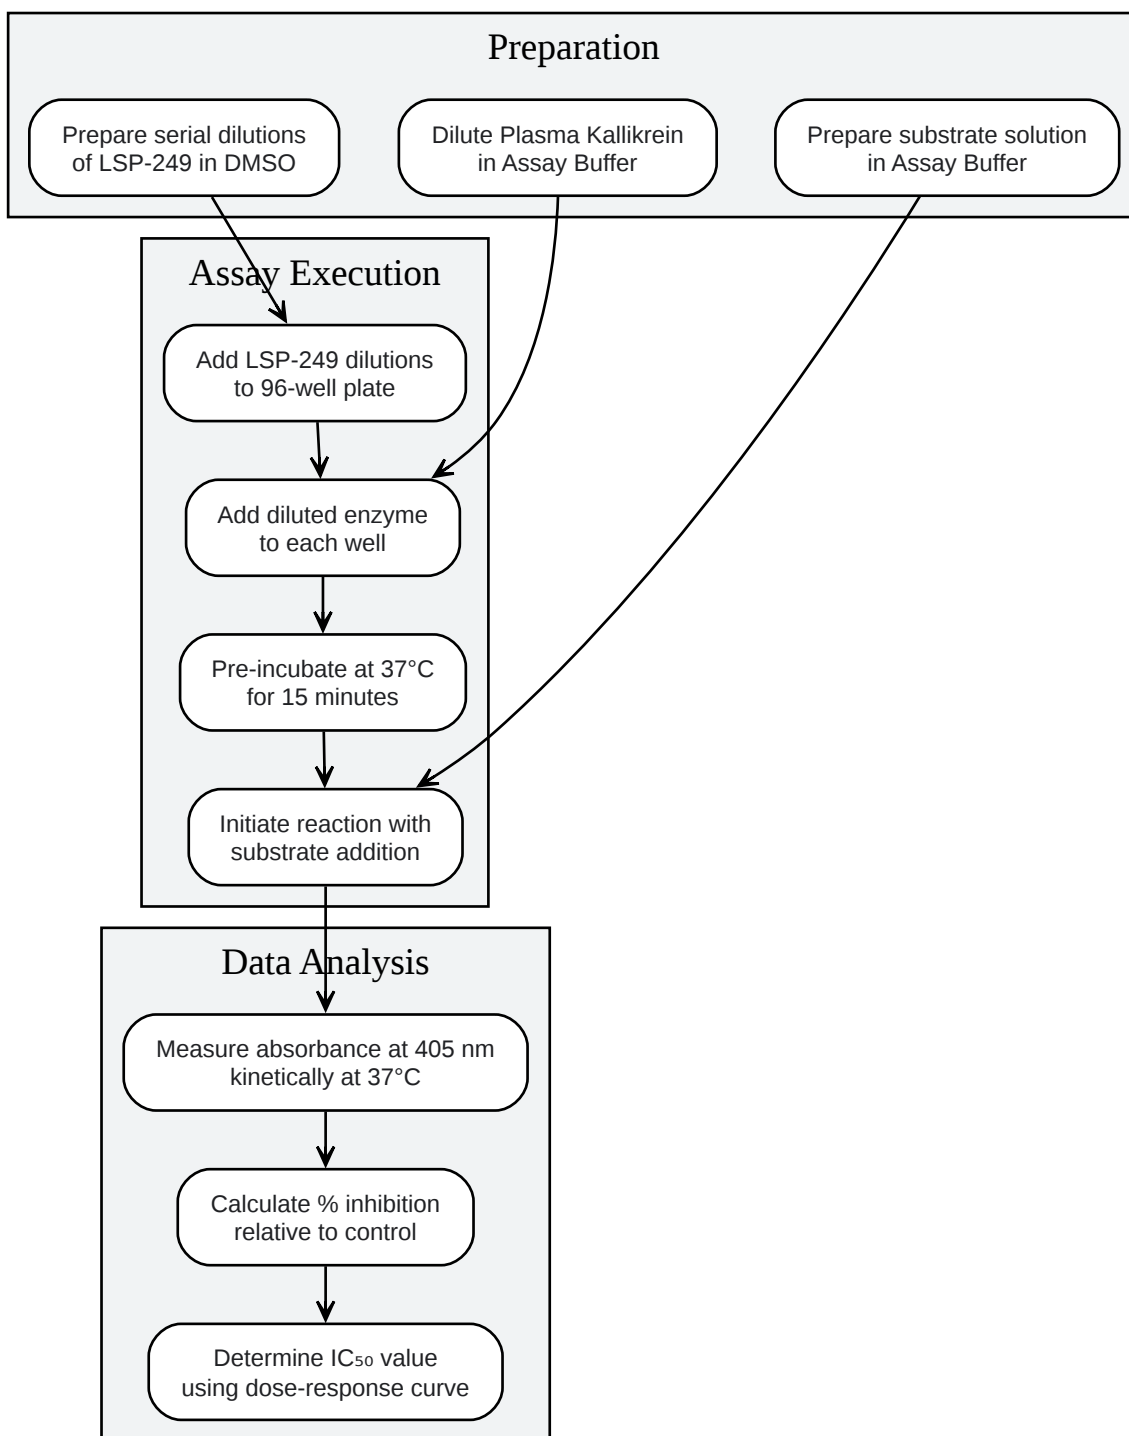 Preparation
Prepare serial dilutions
of LSP-249 in DMSO
Dilute Plasma Kallikrein
in Assay Buffer
Prepare substrate solution
in Assay Buffer
Assay Execution
Add LSP-249 dilutions
to 96-well plate
Add diluted enzyme
to each well
Pre-incubate at 37°C
for 15 minutes
Initiate reaction with
substrate addition
Data Analysis
Measure absorbance at 405 nm
kinetically at 37°C
Calculate % inhibition
relative to control
Determine IC₅₀ value
using dose-response curve